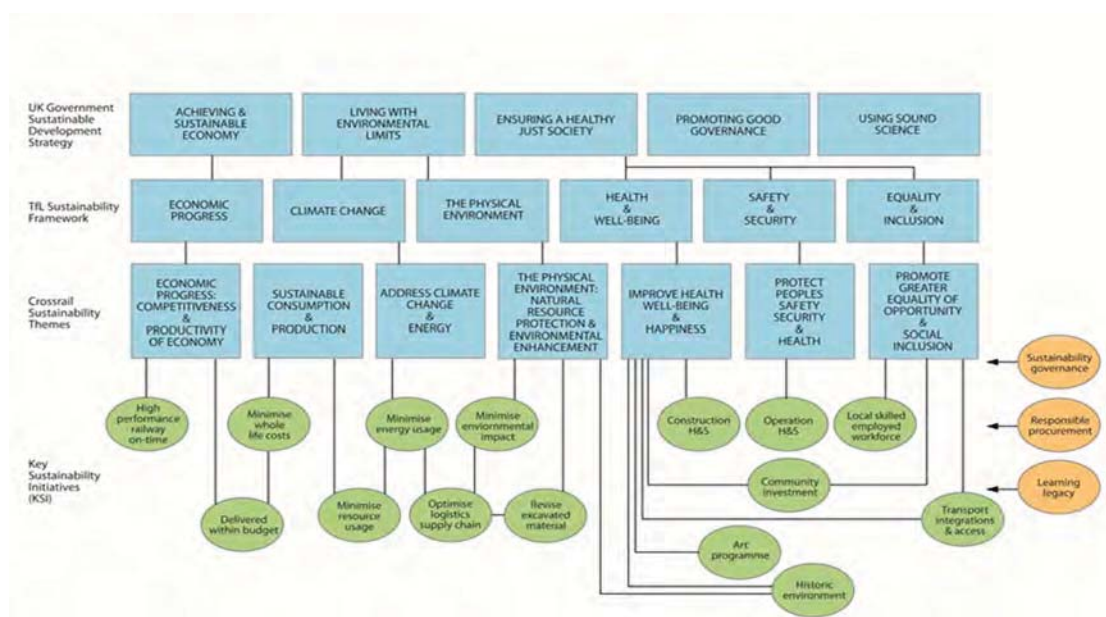 UK Government
Sustatinable
Development
Strategy
ACHIEVING &
SUSTAINABLE
ECONOMY
LIVING WITH
ENVIRONMENTAL
LIMITS
ENSURING A HEALTHY
JUST SOCIETY
PROMOTING GOOD
GOVERNANCE
USING SOUND
SCIENCE
TfL Sustainability
Framework
ECONOMIC
PROGRESS
CLIMATE CHANGE
THE PHYSICAL
ENVIRONMENT
HEALTH
&
WELL-BEING
SAFETY
&
SECURITY
EQUALITY
&
INCLUSION
Crossrail
Sustainability
Themes
ECONOMIC
PROGRESS:
COMPETITIVENESS
&
PRODUCTIVITY
OF ECONOMY
SUSTAINABLE
CONSUMPTION
&
PRODUCTION
ADDRESS CLIMATE
CHANGE
&
ENERGY
THE PHYSICAL
ENVIRONMENT:
NATURAL
RESOURCE
PROTECTION &
ENVIRONMENTAL
ENHANCEMENT
IMPROVE HEALTH
WELL-BEING
&
HAPPINESS
PROTECT
PEOPLES
SAFETY
SECURITY
&
HEALTH
PROMOTE
GREATER
EQUALITY OF
OPPORTUNITY
&
SOCIAL
INCLUSION
Sustainability
governance
Key
Sustainability
Initiatives
(KSI)
High
performance
railway
on-time
Minimise
whole
life costs
Minimise
energy usage
Minimise
enviornmental
impact
Construction
H&S
Operation
H&S
Local skilled
employed
workforce
Responsible
procurement
Delivered
within budget
Minimise
resource
usage
Optimise
logistics
supply chain
Ilevise
excavated
material
Community
investment
Transport
integrations
& access
Learning
legacy
Arc
programme
Historic
environment